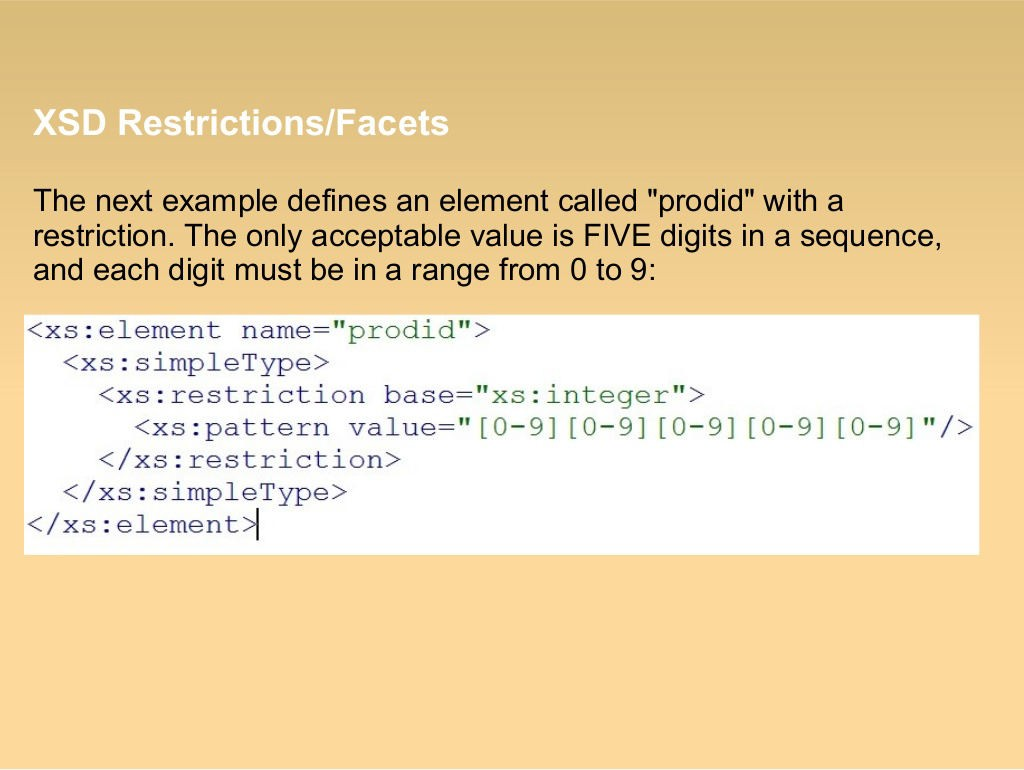 XSD Restrictions/Facets
The next example defines an element called "prodid" with a
restriction. The only acceptable value is FIVE digits in a sequence,
and each digit must be in a range from 0 to 9:
<xs:element name="prodid">
  <xs:simpleType>
    <xs:restriction base="xs:integer">
      <xs:pattern value="[0-9][0-9][0-9][0-9][0-9]"/>
    </xs:restriction>
  </xs:simpleType>
</xs:element>